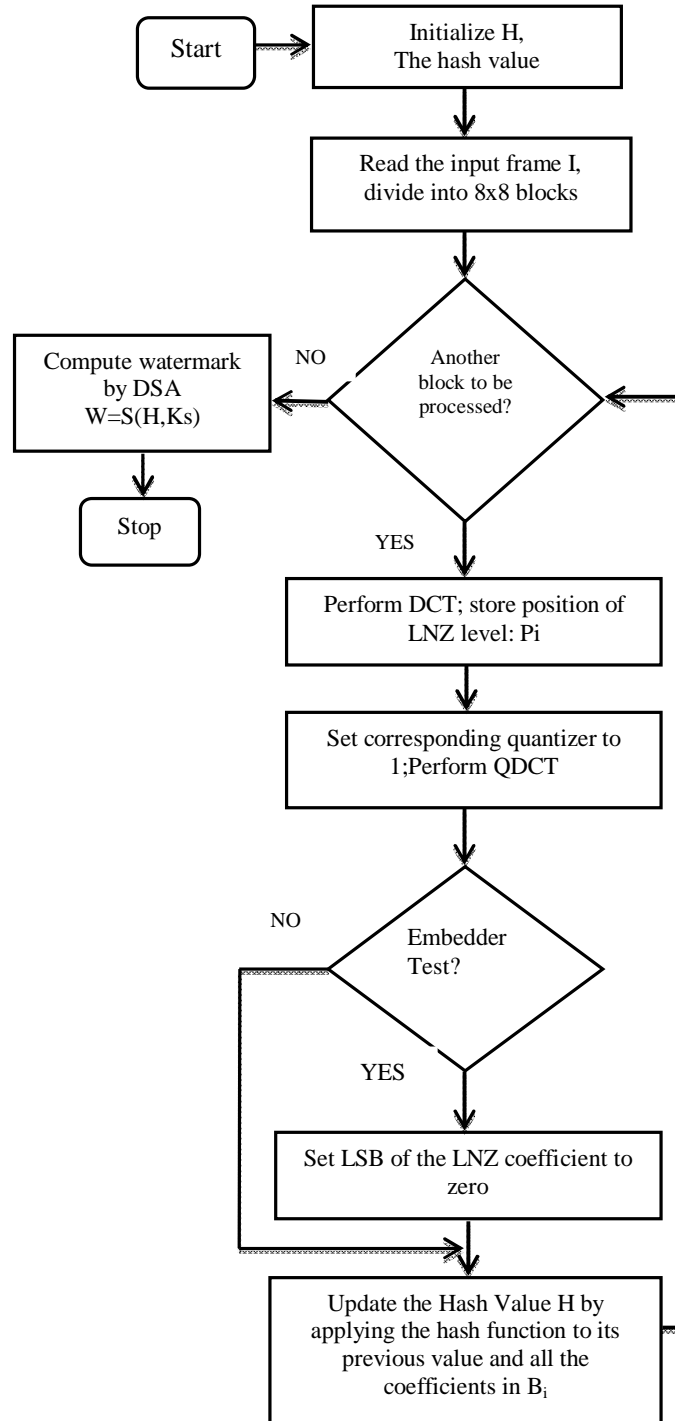 Start
Initialize H,
The hash value
Read the input frame I,
divide into 8x8 blocks
Another
block to be
processed?
NO
Compute watermark
by DSA
W=S(H,Ks)
Stop
YES
Perform DCT; store position of
LNZ level: Pi
Set corresponding quantizer to
1;Perform QDCT
Embedder
Test?
NO
YES
Set LSB of the LNZ coefficient to
zero
Update the Hash Value H by
applying the hash function to its
previous value and all the
coefficients in Bi